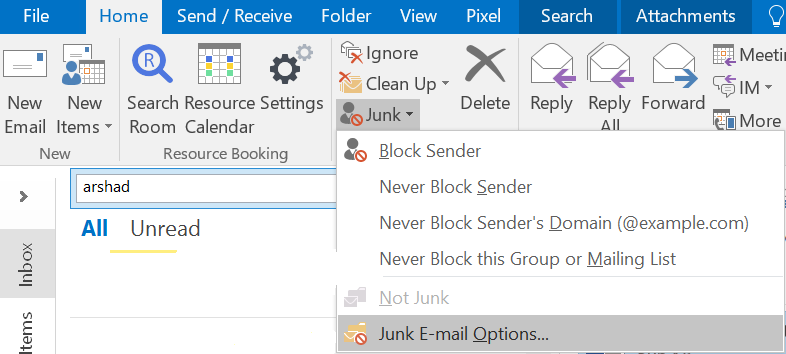 File Home Send / Receive Folder View Pixel Search Attachments
New Email
New Items
New
Search Room
R
Resource Calendar
Settings
Resource Booking
Ignore
Clean Up
Junk
Delete
Reply
Reply All
Forward
Meetin
IM
More
Block Sender
Never Block Sender
Never Block Sender's Domain (@example.com)
Never Block this Group or Mailing List
Not Junk
Junk E-mail Options...
arshad
All Unread
Inbox
Items